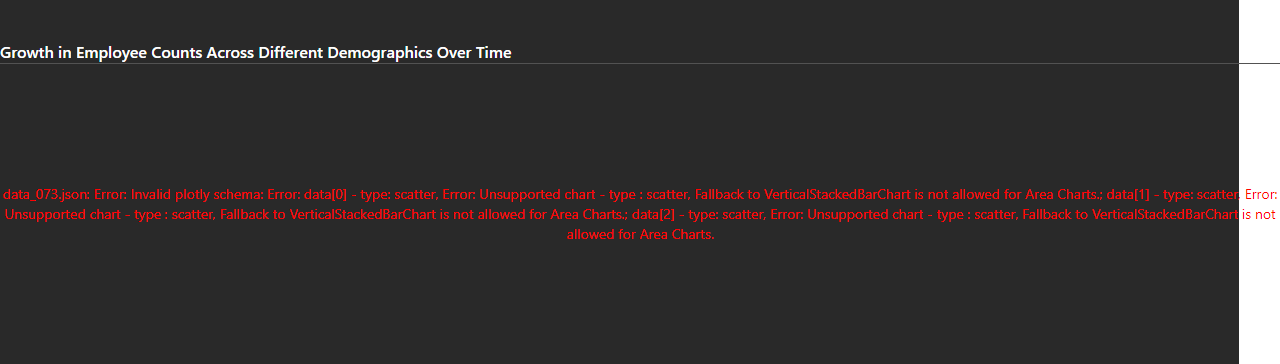 Growth in Employee Counts Across Different Demographics Over Time
data_073.json: Error: Invalid plotly schema: Error: data[0] - type: scatter, Error: Unsupported chart - type : scatter, Fallback to VerticalStackedBarChart is not allowed for Area Charts.; data[1] - type: scatter, Error:
Unsupported chart - type : scatter, Fallback to VerticalStackedBarChart is not allowed for Area Charts.; data[2] - type: scatter, Error: Unsupported chart - type : scatter, Fallback to VerticalStackedBarChart is not
allowed for Area Charts.